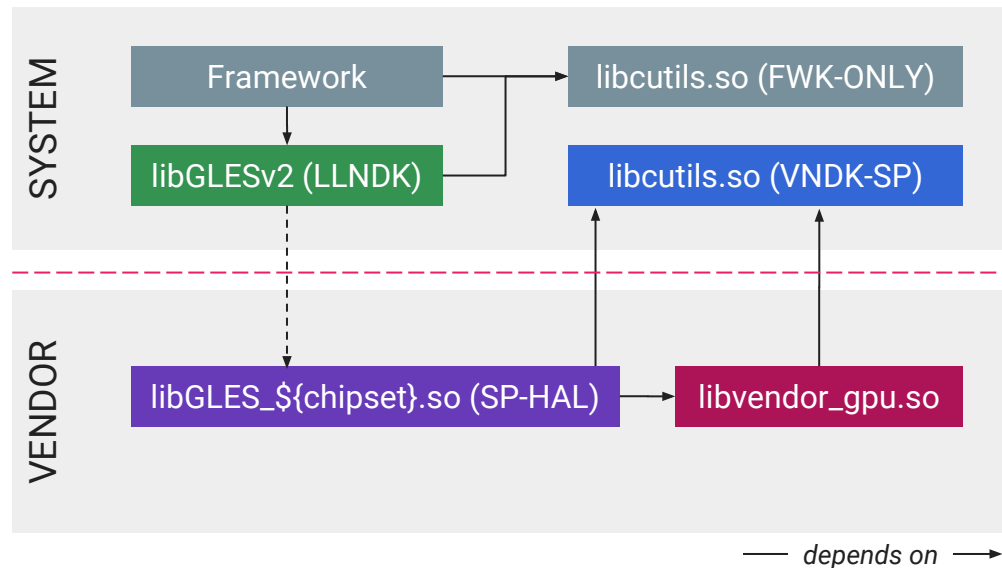 SYSTEM
Framework
libcutils.so (FWK-ONLY)
libGLESv2 (LLNDK)
libcutils.so (VNDK-SP)
VENDOR
libGLES_${chipset}.so (SP-HAL)
libvendor_gpu.so
depends on